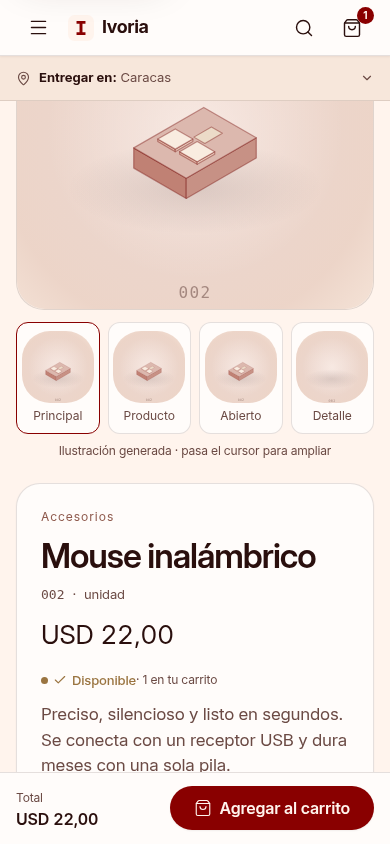 I Ivoria 1
Entregar en: Caracas
002
Principal Producto Abierto Detalle
Ilustración generada · pasa el cursor para ampliar
Accesorios
Mouse inalámbrico
002 · unidad
USD 22,00
Disponible · 1 en tu carrito
Preciso, silencioso y listo en segundos.
Se conecta con un receptor USB y dura
meses con una sola pila.
Total
USD 22,00
Agregar al carrito